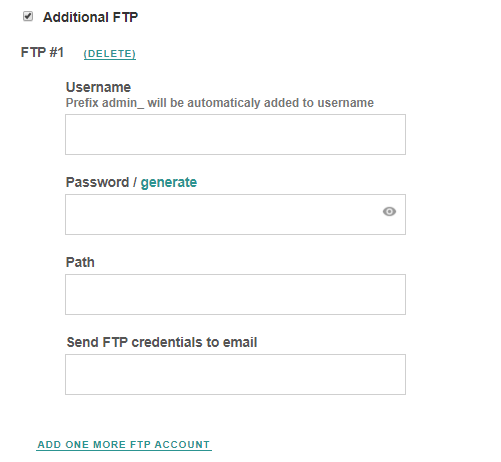 Additional FTP
FTP #1 (DELETE)
Username
Prefix admin_ will be automaticaly added to username
Password / generate
Path
Send FTP credentials to email
ADD ONE MORE FTP ACCOUNT